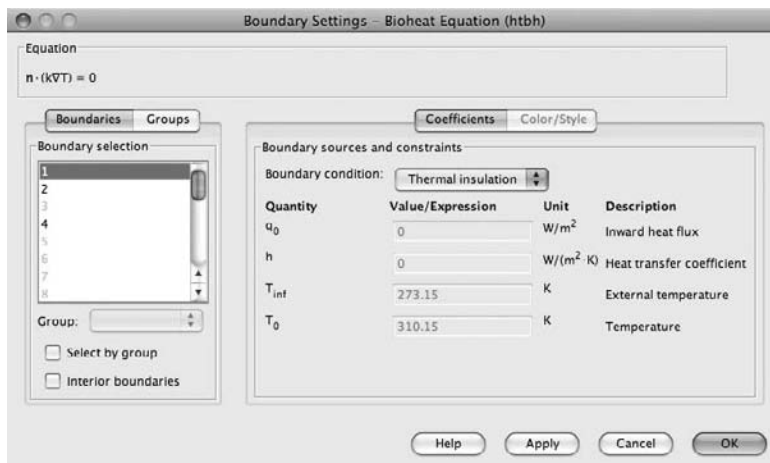 Boundary Settings – Bioheat Equation (htbh)
Equation
n·(k∇T) = 0
Boundaries Groups
Boundary selection
1
2
3
4
5
6
7
8
Group:
Select by group
Interior boundaries
Coefficients Color/Style
Boundary sources and constraints
Boundary condition: Thermal insulation
Quantity Value/Expression Unit Description
q₀ 0 W/m² Inward heat flux
h 0 W/(m²·K) Heat transfer coefficient
T_inf 273.15 K External temperature
T₀ 310.15 K Temperature
Help Apply Cancel OK